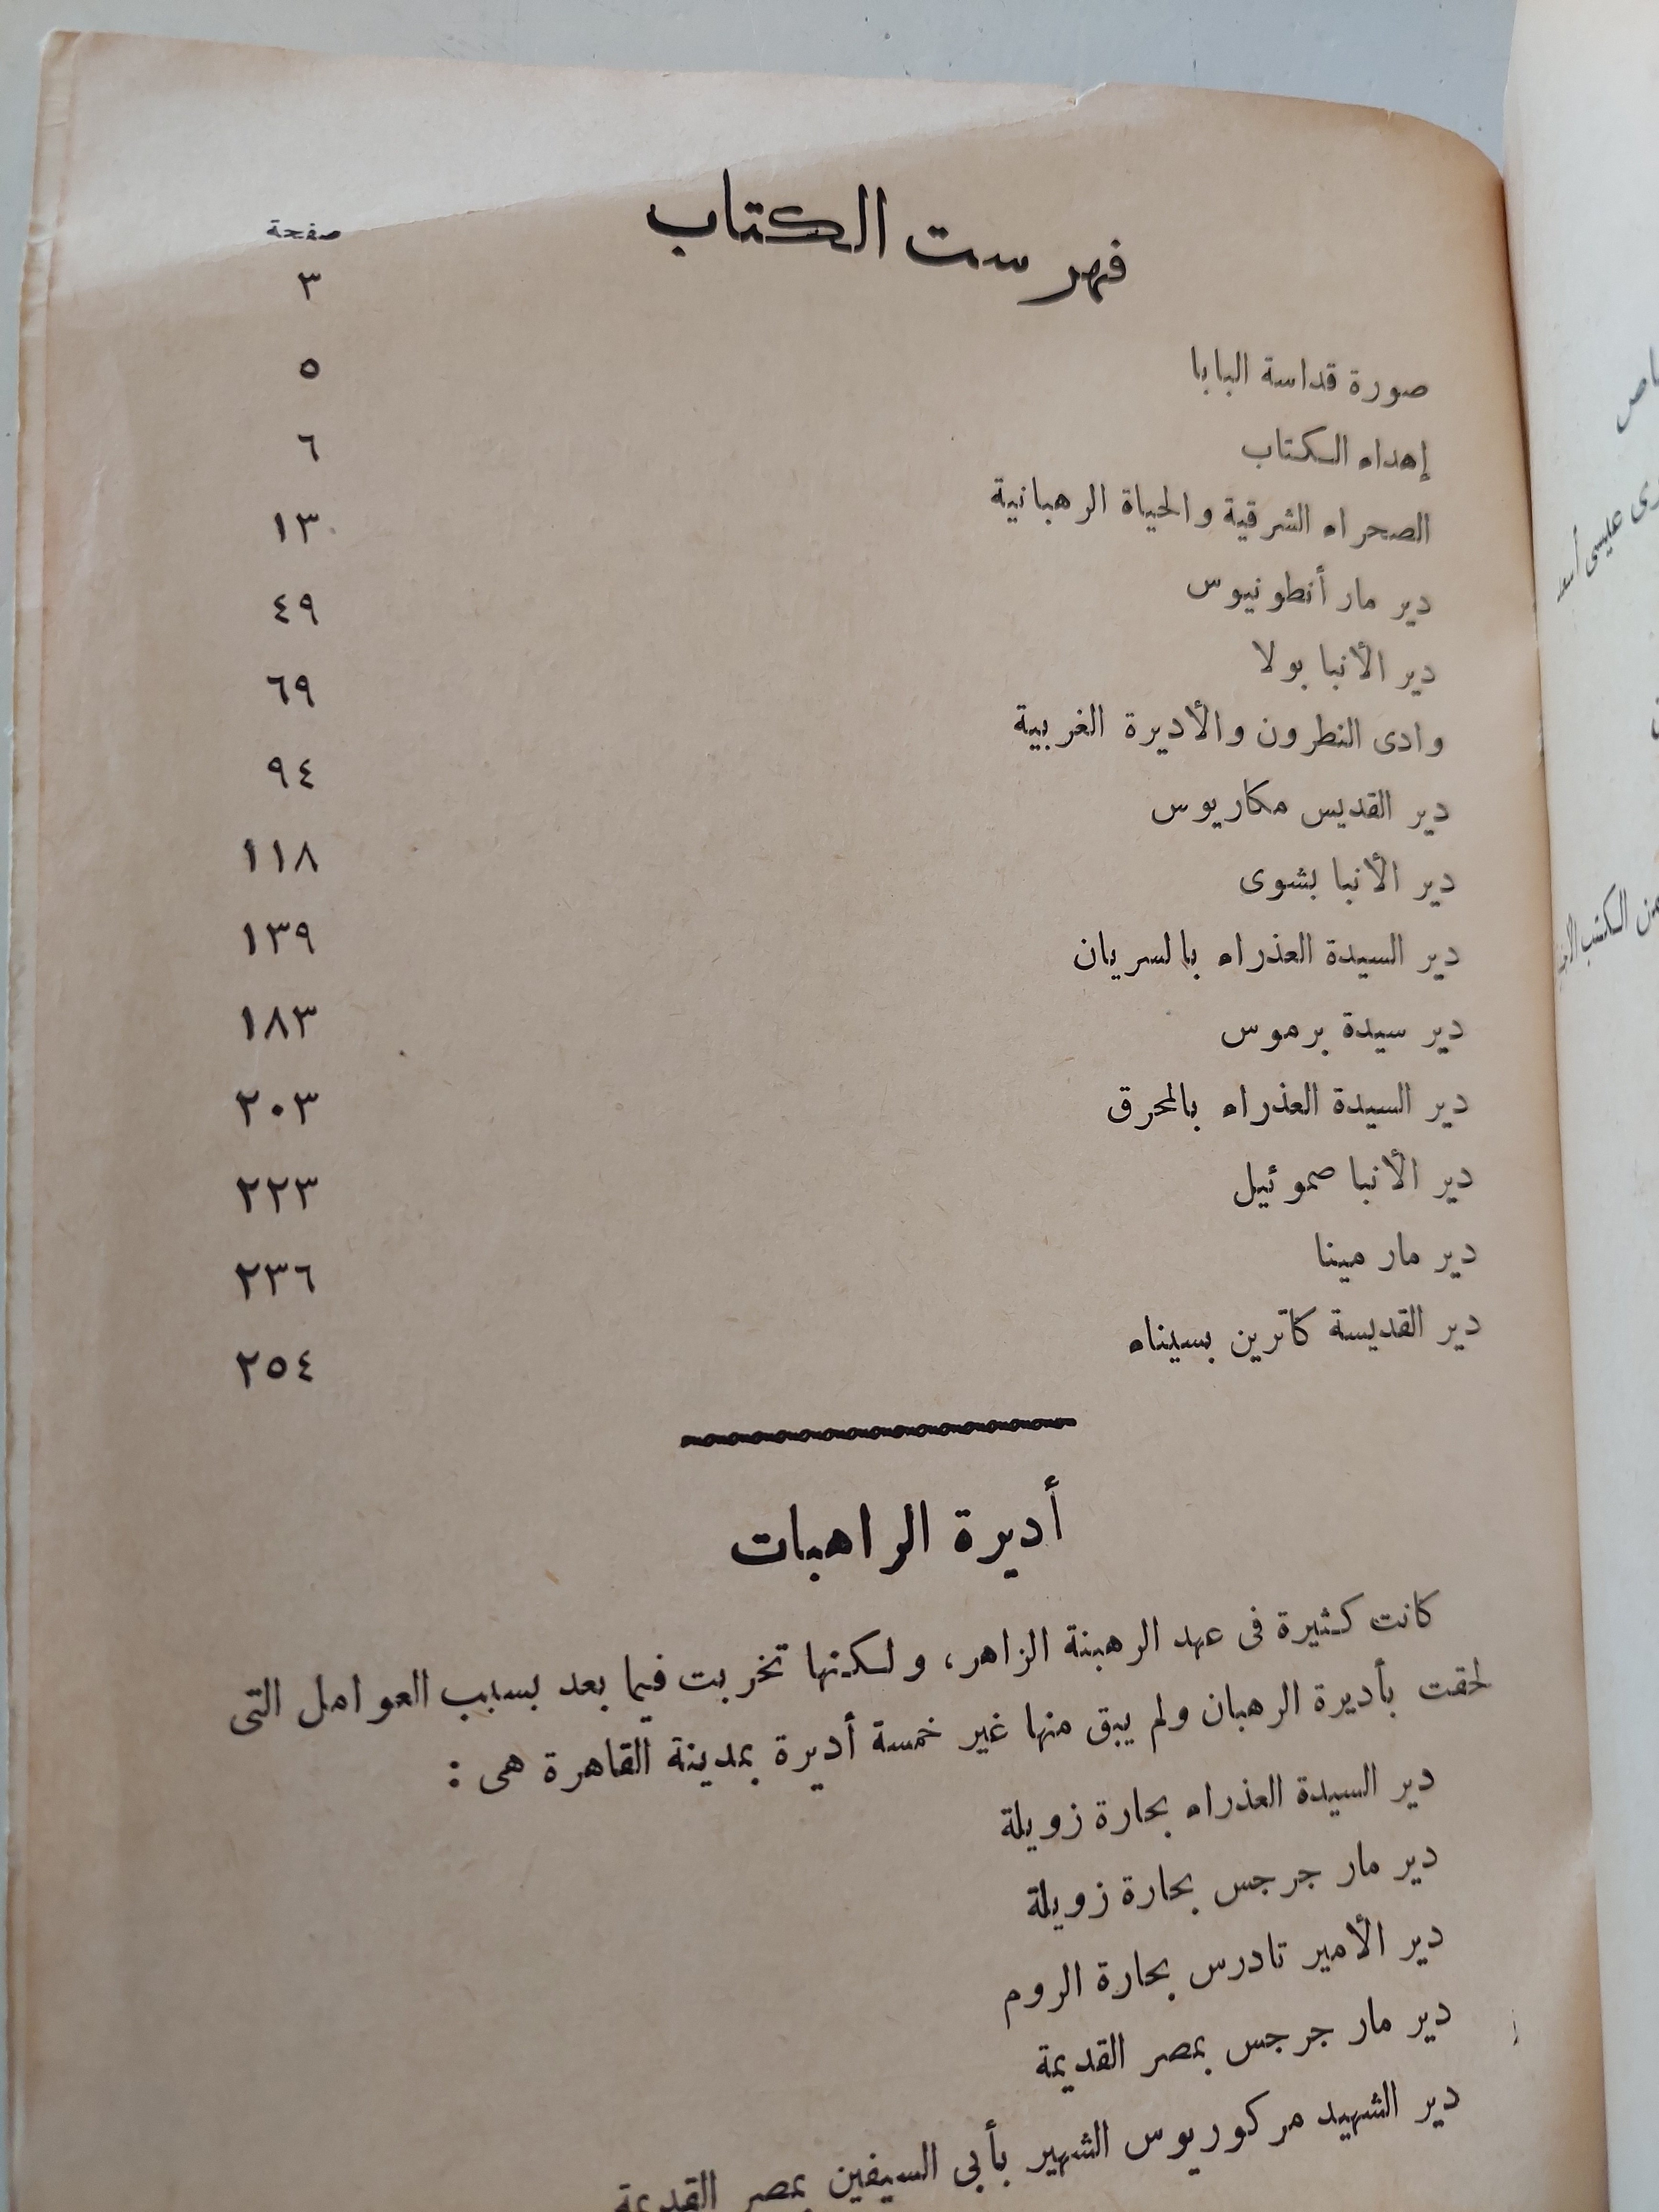 فهرست الكتاب
صفحة
صورة قداسة البابا ٣
إهداء الكتاب ٥
الصحراء الشرقية والحياة الرهبانية ٦
دير مار أنطونيوس ١٣
دير الأنبا بولا ٤٩
وادى النطرون والأديرة الغربية ٦٩
دير القديس مكاريوس ٩٤
دير الأنبا بشوى ١١٨
دير السيدة العذراء بالسريان ١٣٩
دير سيدة برموس ١٨٣
دير السيدة العذراء بالمحرق ٢٠٣
دير الأنبا صموئيل ٢٢٣
دير مار مينا ٢٣٦
دير القديسة كاترين بسيناء ٢٥٤
أديرة الراهبات
كانت كثيرة فى عهد الرهبنة الزاهر، ولكنها تخربت فيما بعد بسبب العوامل التى
لحقت بأديرة الرهبان ولم يبق منها غير خمسة أديرة بمدينة القاهرة هى :
دير السيدة العذراء بحارة زويلة
دير مار جرجس بحارة زويلة
دير الأمير تادرس بحارة الروم
دير مار جرجس بمصر القديمة
دير الشهيد مركوريوس الشهير بأبى السيفين بمصر القديمة
من الكتب